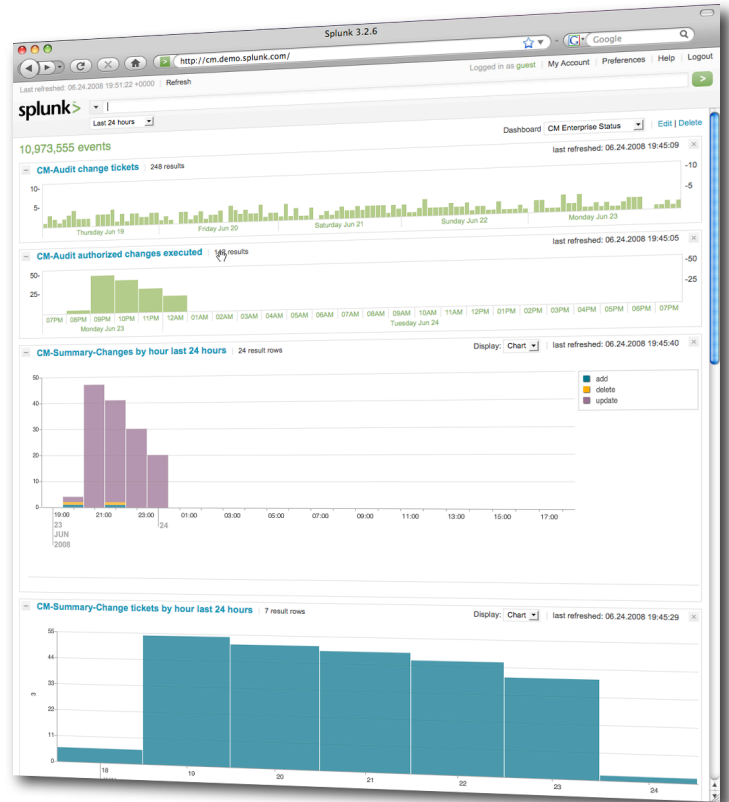 Splunk 3.2.6
http://cm.demo.splunk.com/
Google
Last refreshed: 06.24.2008 19:51:22 +0000 | Refresh
Logged in as guest | My Account | Preferences | Help | Logout
splunk>
>
Last 24 hours
10,973,555 events
Dashboard CM Enterprise Status Edit | Delete
CM-Audit change tickets 248 results
last refreshed: 06.24.2008 19:45:09
10-
5-
-10
-5
Thursday Jun 19 Friday Jun 20 Saturday Jun 21 Sunday Jun 22 Monday Jun 23
CM-Audit authorized changes executed results
last refreshed: 06.24.2008 19:45:05
50-
25-
-50
-25
07PM 08PM 09PM 10PM 11PM 12AM 01AM 02AM 03AM 04AM 05AM 06AM 07AM 08AM 09AM 10AM 11AM 12PM 01PM 02PM 03PM 04PM 05PM 06PM 07PM
Monday Jun 23 Tuesday Jun 24
CM-Summary-Changes by hour last 24 hours 24 result rows
Display: Chart last refreshed: 06.24.2008 19:45:40
50
40
30
20
10
0
add
delete
update
19:00 21:00 23:00 01:00 03:00 05:00 07:00 09:00 11:00 13:00 15:00 17:00
23 24
JUN
2008
CM-Summary-Change tickets by hour last 24 hours 7 result rows
Display: Chart last refreshed: 06.24.2008 19:45:29
55
44
33
22
11
0
18 19 20 21 22 23 24